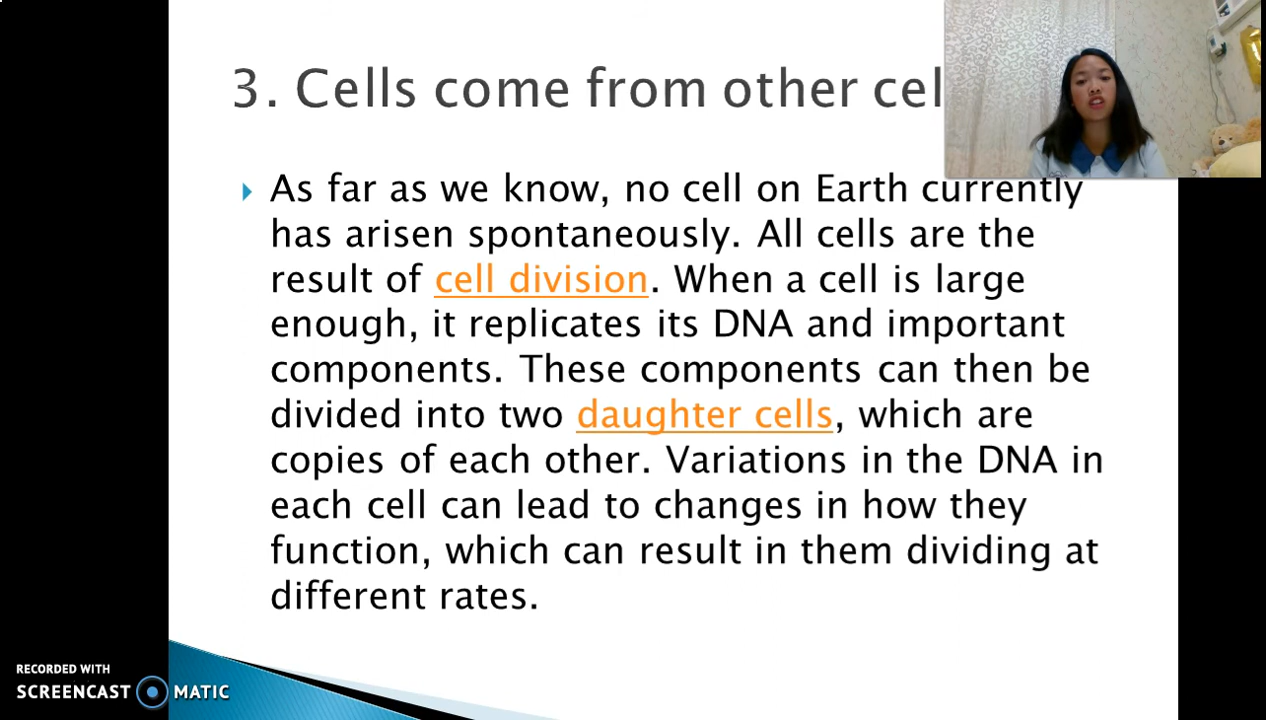 3. Cells come from other cel
As far as we know, no cell on Earth currently
has arisen spontaneously. All cells are the
result of cell division. When a cell is large
enough, it replicates its DNA and important
components. These components can then be
divided into two daughter cells, which are
copies of each other. Variations in the DNA in
each cell can lead to changes in how they
function, which can result in them dividing at
different rates.
RECORDED WITH
SCREENCAST MATIC